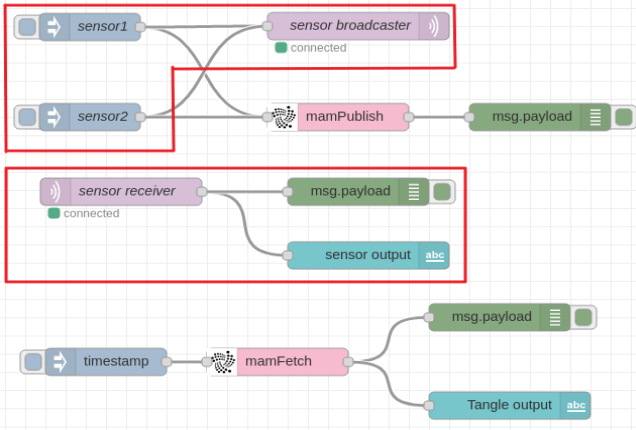 sensor1
sensor broadcaster
connected
sensor2
mamPublish
msg.payload
sensor receiver
msg.payload
connected
sensor output
abc
msg.payload
timestamp
mamFetch
Tangle output
abc